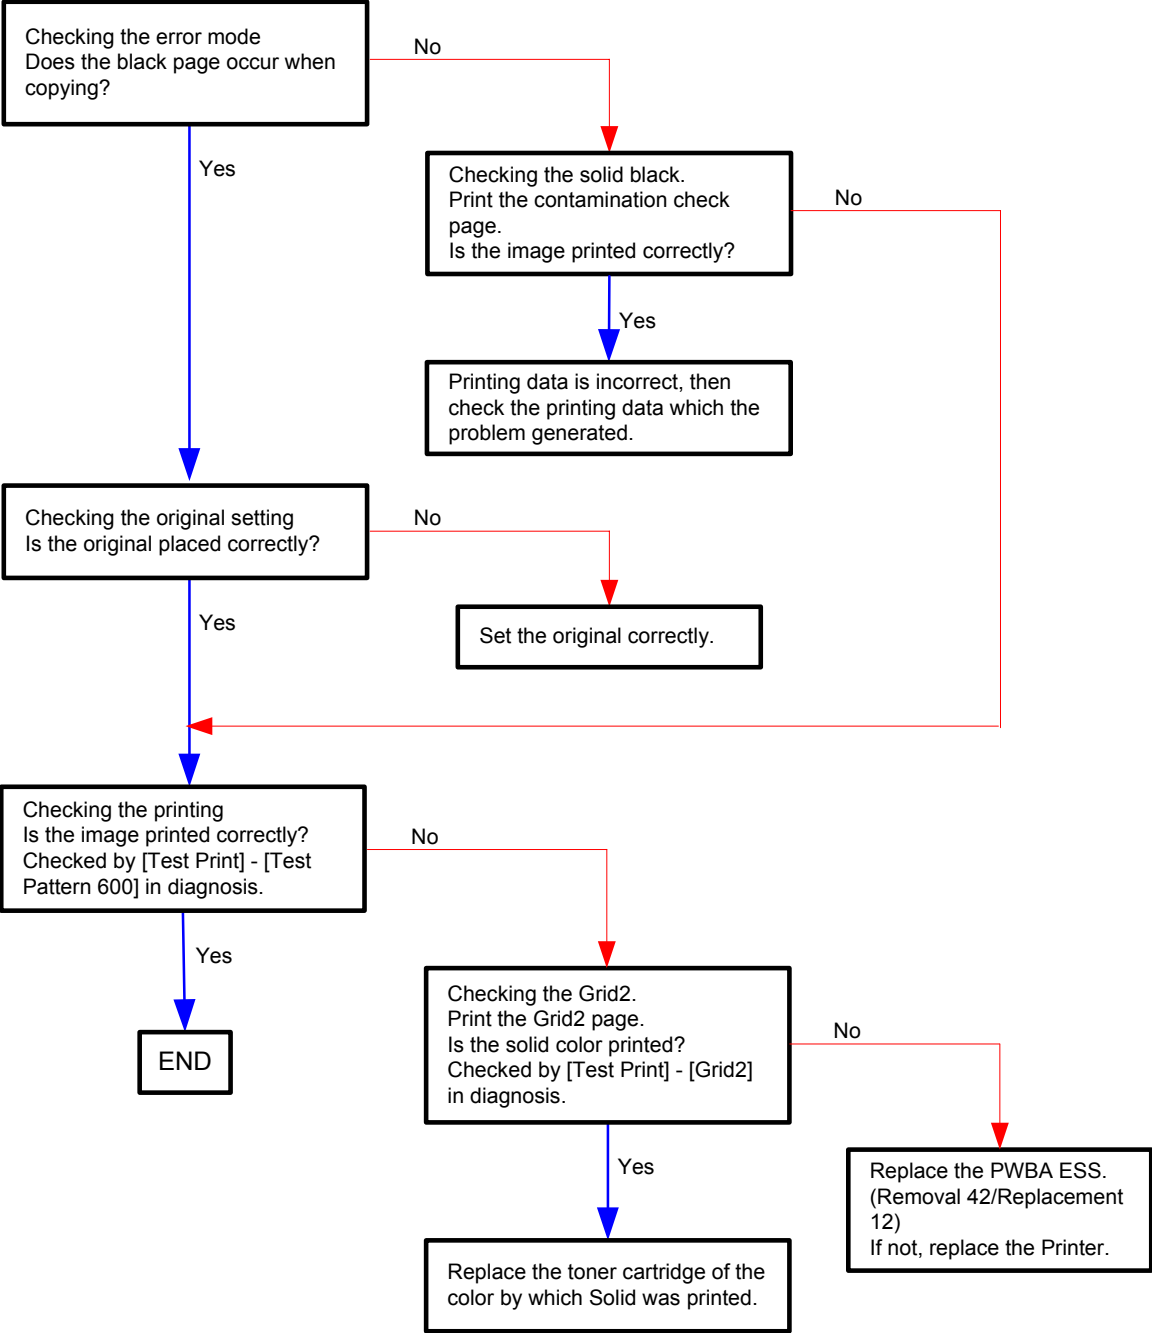 Checking the error mode
Does the black page occur when
copying?
No
Yes
Checking the solid black.
Print the contamination check
page.
Is the image printed correctly?
No
Yes
Printing data is incorrect, then
check the printing data which the
problem generated.
Checking the original setting
Is the original placed correctly?
No
Yes
Set the original correctly.
Checking the printing
Is the image printed correctly?
Checked by [Test Print] - [Test
Pattern 600] in diagnosis.
No
Yes
END
Checking the Grid2.
Print the Grid2 page.
Is the solid color printed?
Checked by [Test Print] - [Grid2]
in diagnosis.
No
Yes
Replace the PWBA ESS.
(Removal 42/Replacement
12)
If not, replace the Printer.
Replace the toner cartridge of the
color by which Solid was printed.